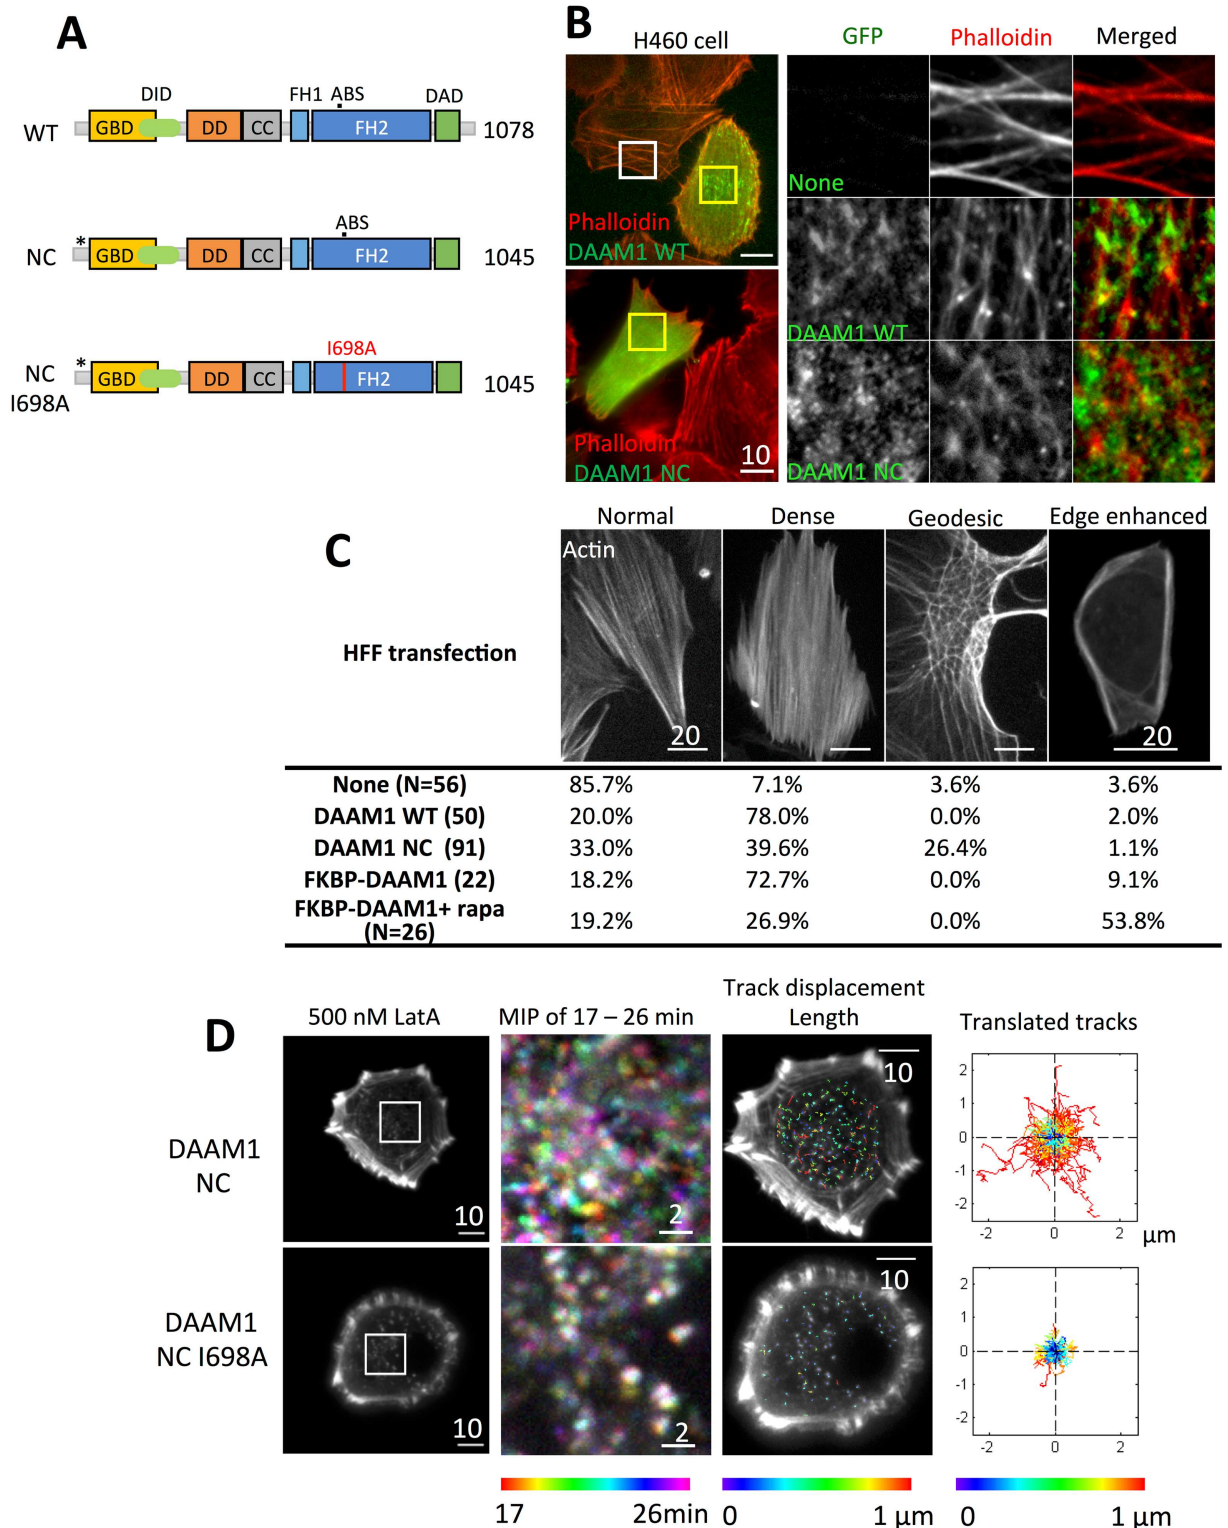 A
DID FH1 ABS DAD
WT GBD DD CC FH2 1078
ABS
NC * GBD DD CC FH2 1045
I698A
NC I698A * GBD DD CC FH2 1045
B
H460 cell GFP Phalloidin Merged
Phalloidin
DAAM1 WT
None
DAAM1 WT
Phalloidin
DAAM1 NC
10
DAAM1 NC
C
Normal Dense Geodesic Edge enhanced
Actin
20 20
HFF transfection
None (N=56) 85.7% 7.1% 3.6% 3.6%
DAAM1 WT (50) 20.0% 78.0% 0.0% 2.0%
DAAM1 NC (91) 33.0% 39.6% 26.4% 1.1%
FKBP-DAAM1 (22) 18.2% 72.7% 0.0% 9.1%
FKBP-DAAM1+ rapa
(N=26) 19.2% 26.9% 0.0% 53.8%
D
500 nM LatA MIP of 17 – 26 min Track displacement
Length Translated tracks
DAAM1
NC
10 2 10
2
1
0
-1
-2
-2 0 2 μm
DAAM1
NC I698A
10 2 10
2
1
0
-1
-2
-2 0 2
17 26min 0 1 μm 0 1 μm